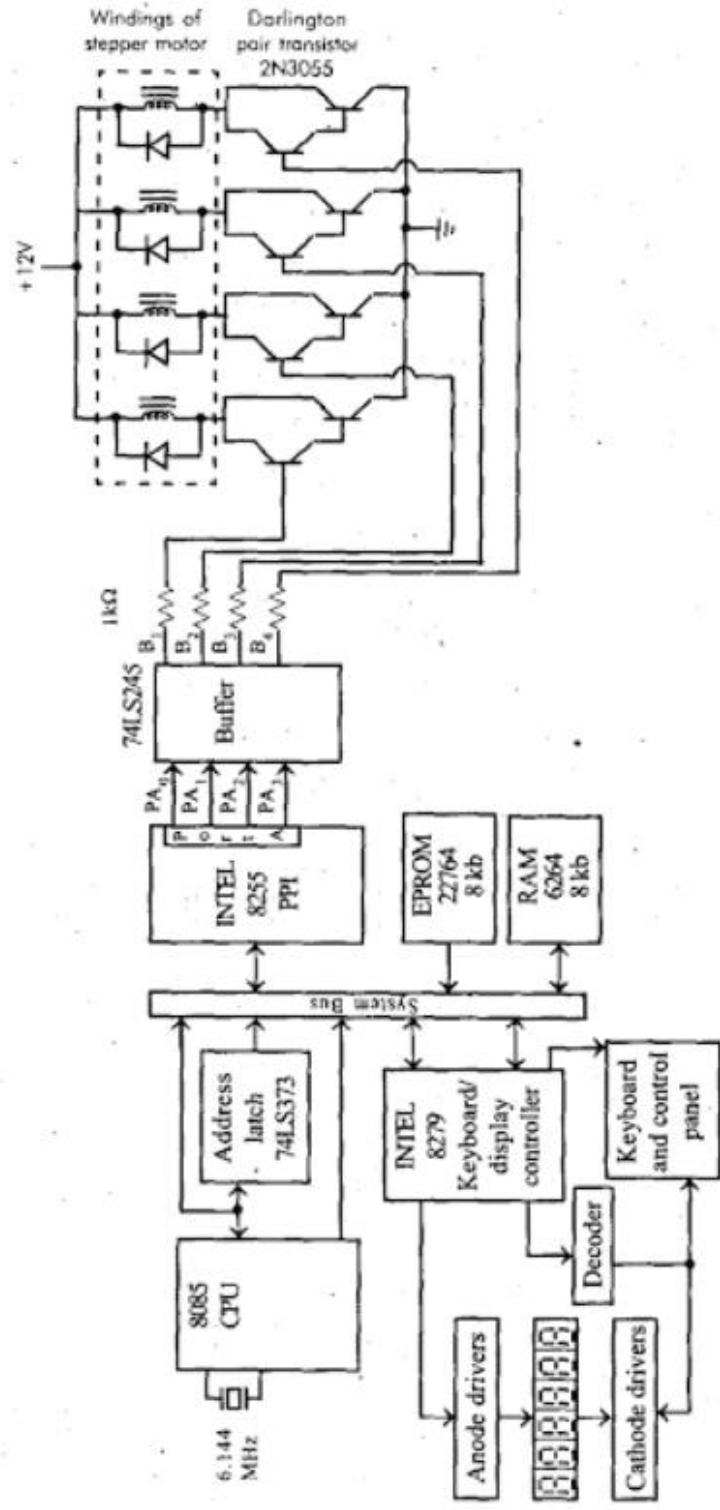 Windings of
stepper motor
Darlington
pair transistor
2N3055
+12V
1kΩ
B1
B2
B3
B4
74LS245
Buffer
PA0
PA1
PA2
PA3
Port A
INTEL
8255
PPI
EPROM
22764
8 kb
RAM
6264
8 kb
System Bus
Address
latch
74LS373
8085
CPU
6.144
MHz
INTEL
8279
Keyboard/
display
controller
Keyboard
and control
panel
Decoder
Anode drivers
888888
Cathode drivers